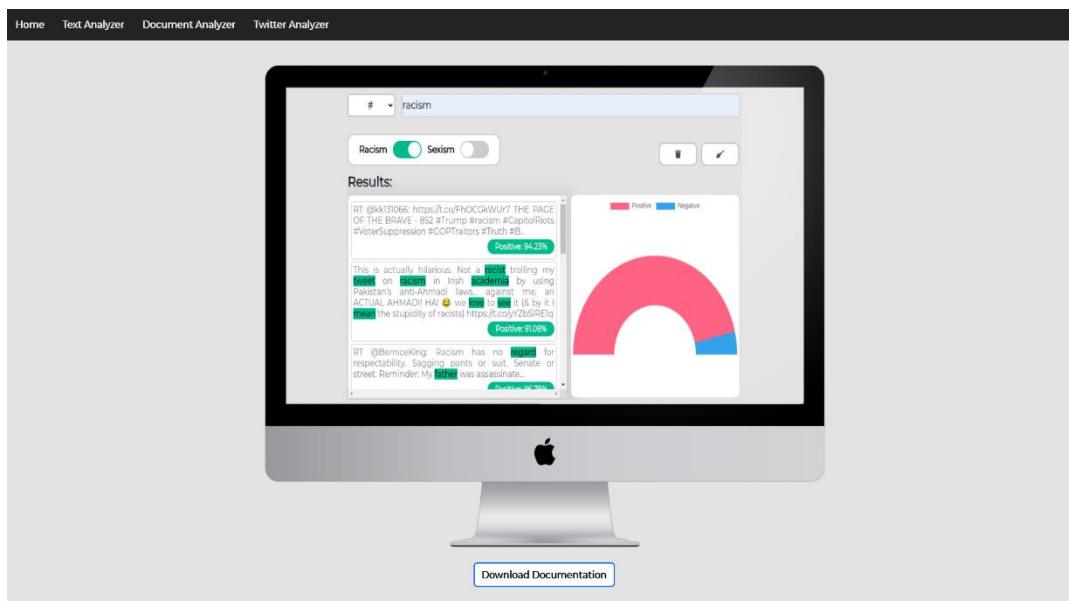 Home Text Analyzer Document Analyzer Twitter Analyzer
# racism
Racism Sexism
Results:
Positive Negative
RT @kk131066: https://t.co/FhOCGkWUr7 THE PAGE
OF THE BRAVE - 852 #Trump #racism #CapitolRiots
#VoterSuppression #GOPTraitors #Truth #B...
Positive: 94.23%
This is actually hilarious. Not a racist trolling my
tweet on racism in Irish academia by using
Pakistan's anti-Ahmadi laws... against me, an
ACTUAL AHMADI! HA! 😂 we love to see it (& by it I
mean the stupidity of racists) https://t.co/yYZbSIRE1q
Positive: 91.08%
RT @BerniceKing: Racism has no regard for
respectability. Sagging pants or suit. Senate or
street. Reminder: My father was assassinate...
Positive: 96.78%
Download Documentation